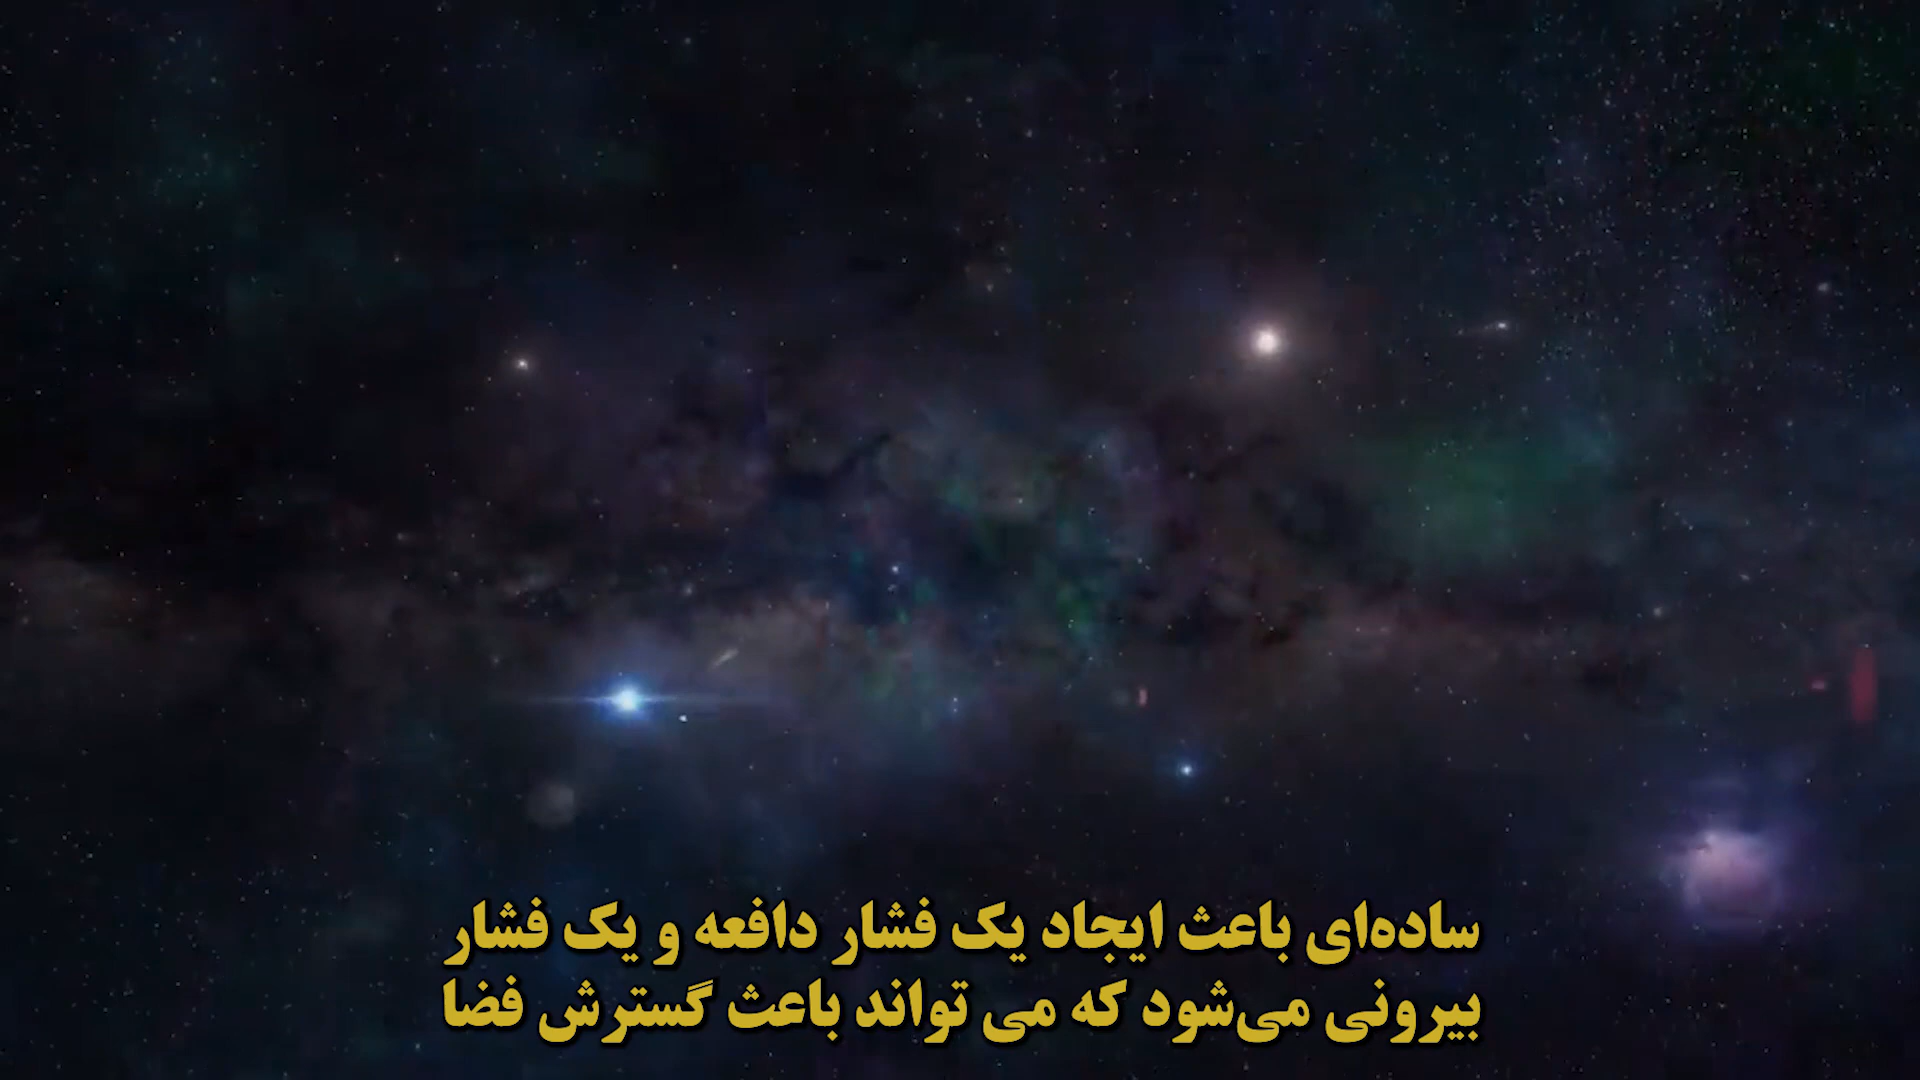 ساده‌ای باعث ایجاد یک فشار دافعه و یک فشار
بیرونی می‌شود که می تواند باعث گسترش فضا